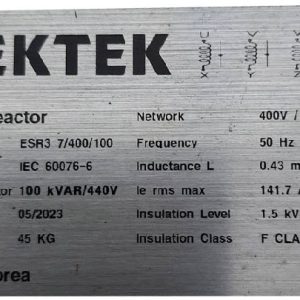 EKTEK
eactor Network 400V /
ESR3 7/400/100 Frequency 50 Hz
IEC 60076-6 Inductance L 0.43 m
tor 100 kVAR/440V Ie rms max 141.7 A
05/2023 Insulation Level 1.5 kV
45 KG Insulation Class F CLA
orea